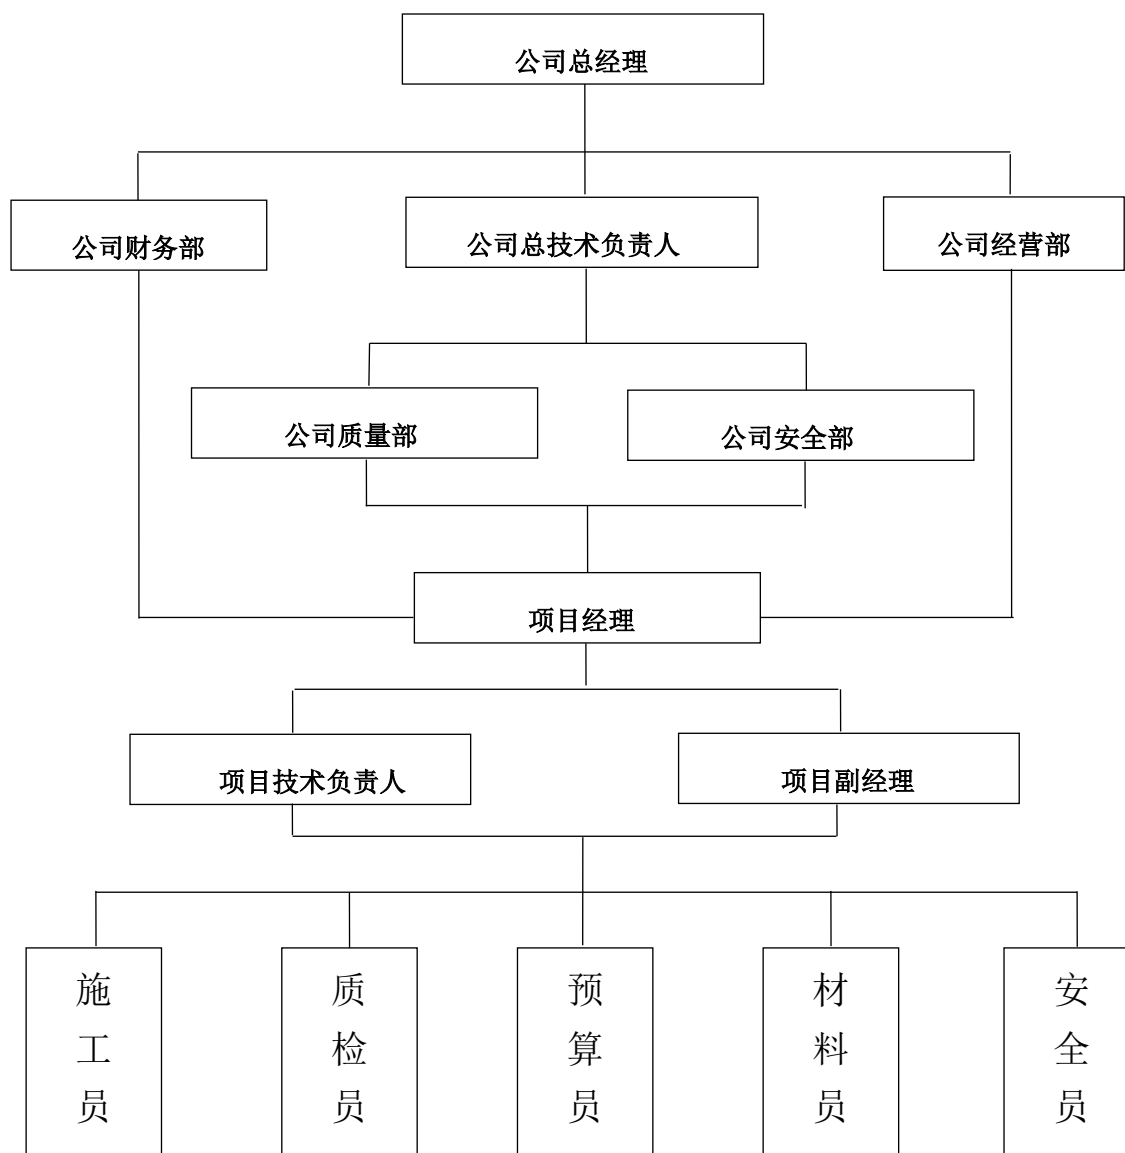 公司总经理
公司财务部
公司总技术负责人
公司经营部
公司质量部
公司安全部
项目经理
项目技术负责人
项目副经理
施工员
质检员
预算员
材料员
安全员